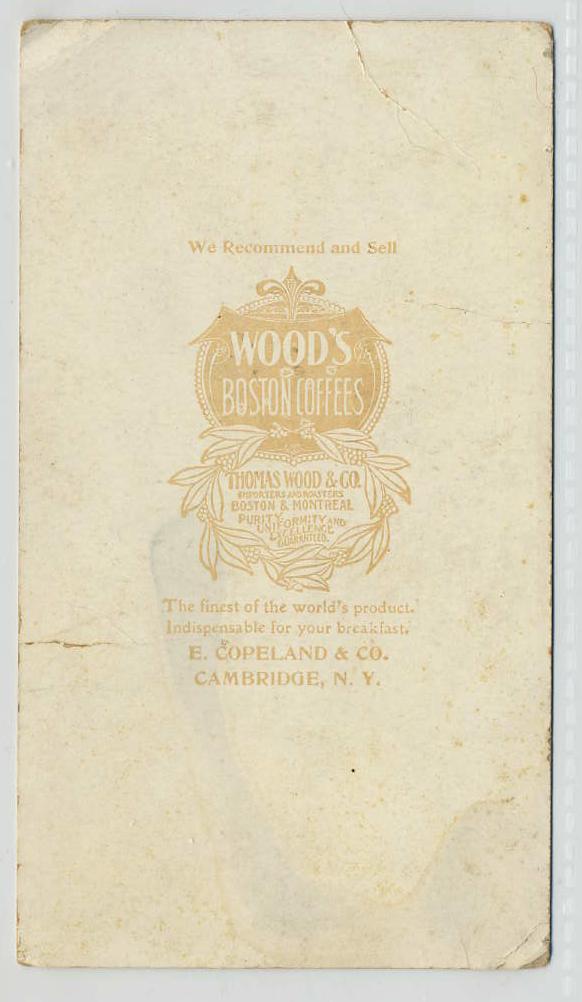 We Recommend and Sell
WOOD'S
BOSTON COFFEES
THOMAS WOOD & CO.
IMPORTERS AND ROASTERS
BOSTON & MONTREAL
PURITY,
UNIFORMITY AND
EXCELLENCE
GUARANTEED.
The finest of the world's product.
Indispensable for your breakfast.
E. COPELAND & CO.
CAMBRIDGE, N. Y.